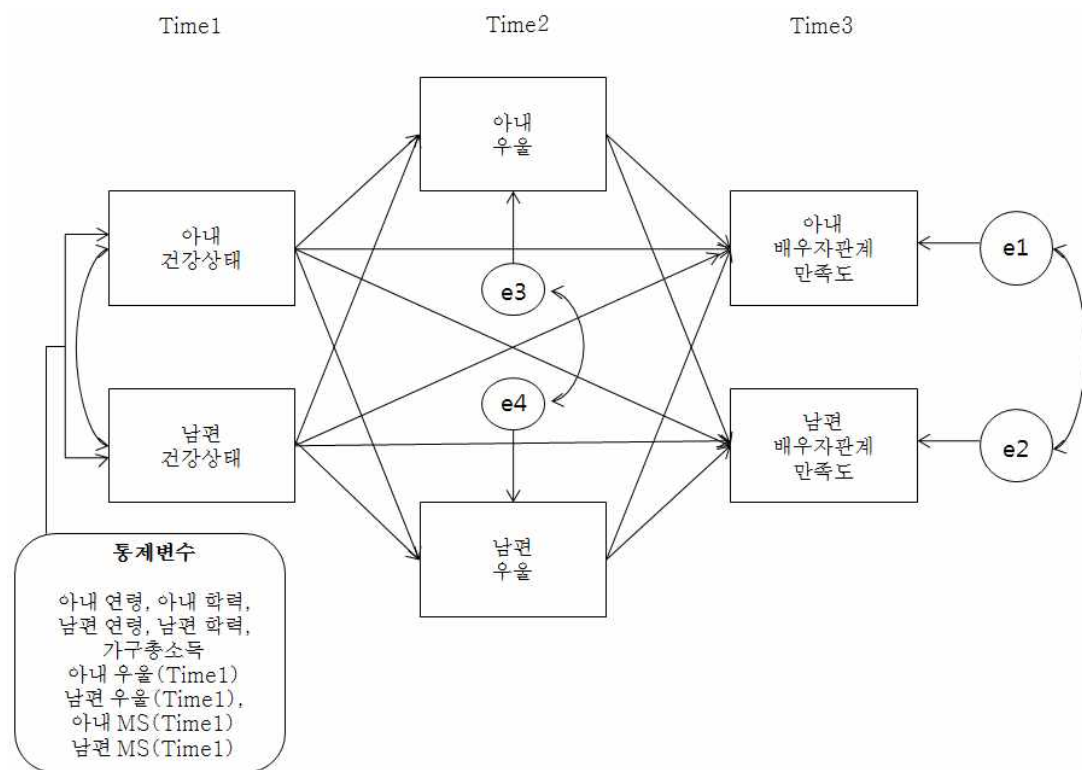 Time1
Time2
Time3
아내
우울
아내
건강상태
아내
배우자관계
만족도
e1
e3
e4
남편
건강상태
남편
배우자관계
만족도
e2
남편
우울
통제변수
아내 연령, 아내 학력,
남편 연령, 남편 학력,
가구총소득
아내 우울(Time1)
남편 우울(Time1),
아내 MS(Time1)
남편 MS(Time1)